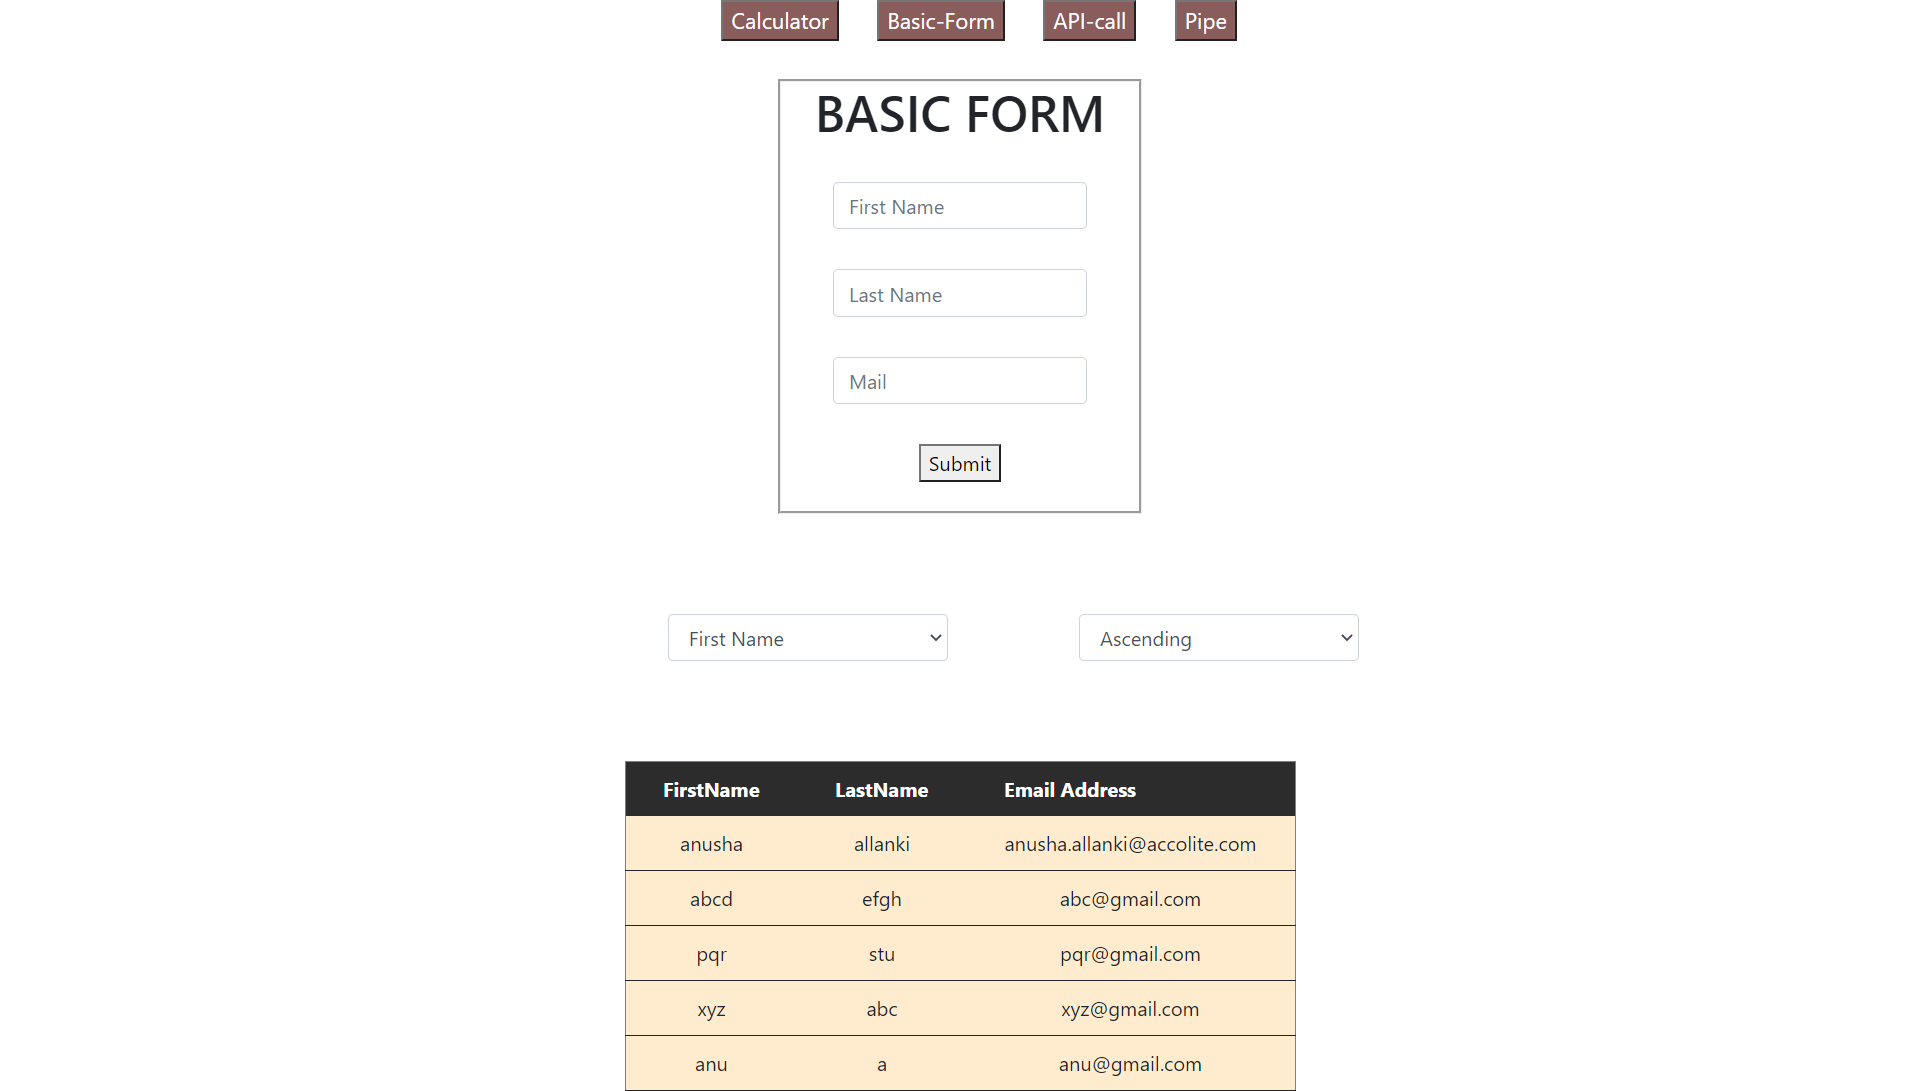 Calculator Basic-Form API-call Pipe
BASIC FORM
First Name
Last Name
Mail
Submit
First Name Ascending
FirstName LastName Email Address
anusha allanki anusha.allanki@accolite.com
abcd efgh abc@gmail.com
pqr stu pqr@gmail.com
xyz abc xyz@gmail.com
anu a anu@gmail.com